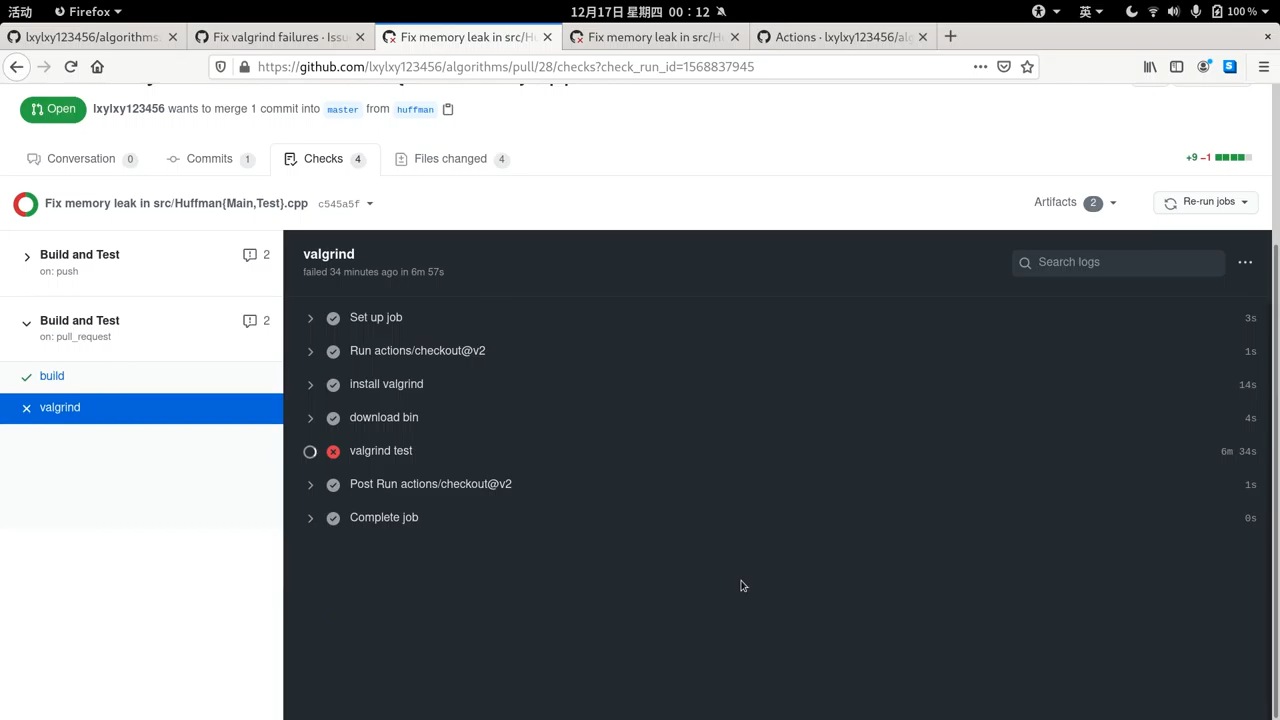 活动 Firefox 12月17日 星期四 00：12 英 100 %
lxylxy123456/algorithms: Fix valgrind failures · Issu Fix memory leak in src/Hu Fix memory leak in src/Hu Actions · lxylxy123456/alg
https://github.com/lxylxy123456/algorithms/pull/28/checks?check_run_id=1568837945
Open lxylxy123456 wants to merge 1 commit into master from huffman
Conversation 0 Commits 1 Checks 4 Files changed 4 +9 −1
Fix memory leak in src/Huffman{Main,Test}.cpp c545a5f Artifacts 2 Re-run jobs
Build and Test 2
on: push
Build and Test 2
on: pull_request
build
valgrind
valgrind
failed 34 minutes ago in 6m 57s
Search logs
Set up job 3s
Run actions/checkout@v2 1s
install valgrind 14s
download bin 4s
valgrind test 6m 34s
Post Run actions/checkout@v2 1s
Complete job 0s